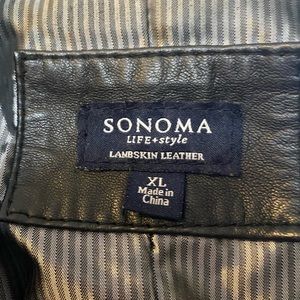 SONOMA
LIFE+style
LAMBSKIN LEATHER
XL
Made in
China